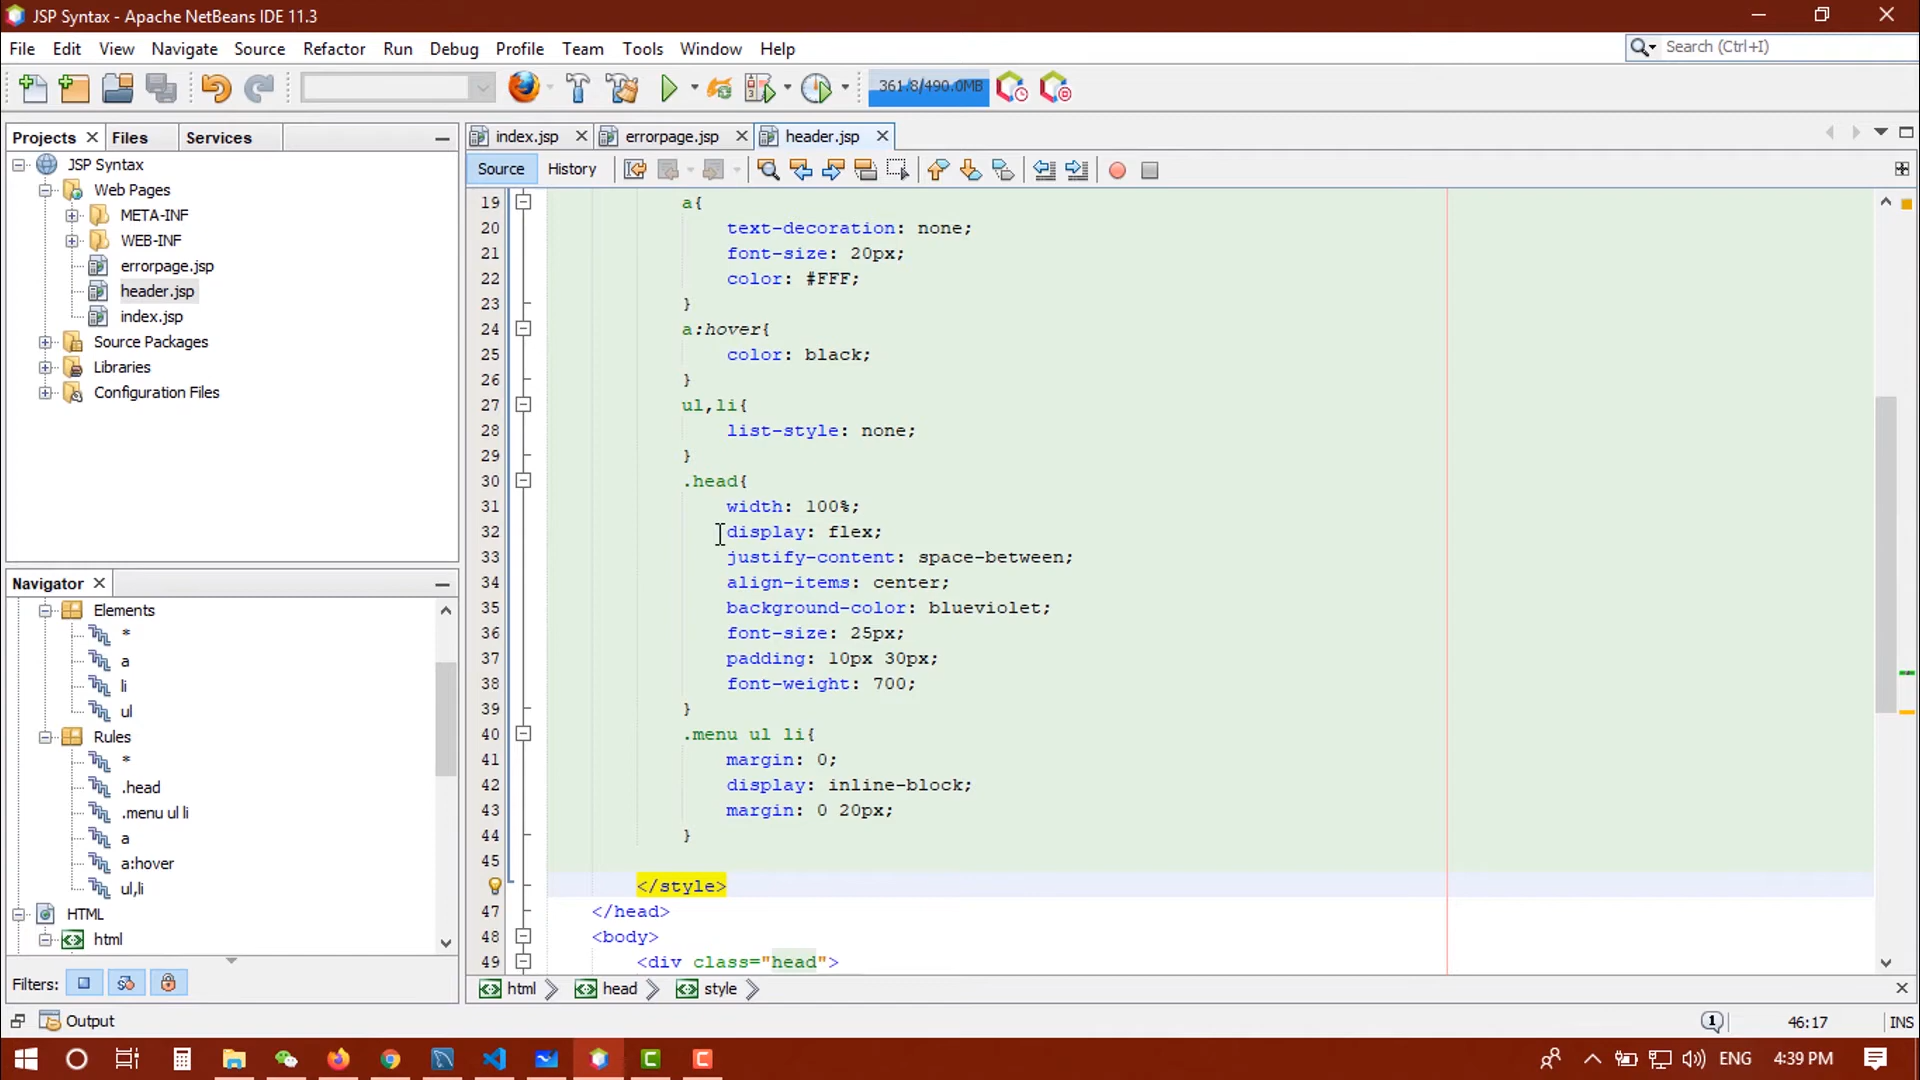 JSP Syntax - Apache NetBeans IDE 11.3
File Edit View Navigate Source Refactor Run Debug Profile Team Tools Window Help
Search (Ctrl+I)
361.8/490.0MB
Projects Files Services
index.jsp errorpage.jsp header.jsp
Source History
JSP Syntax
Web Pages
META-INF
WEB-INF
errorpage.jsp
header.jsp
index.jsp
Source Packages
Libraries
Configuration Files
Navigator
Elements
*
a
li
ul
Rules
*
.head
.menu ul li
a
a:hover
ul,li
HTML
html
Filters:
19 a{
20 text-decoration: none;
21 font-size: 20px;
22 color: #FFF;
23 }
24 a:hover{
25 color: black;
26 }
27 ul,li{
28 list-style: none;
29 }
30 .head{
31 width: 100%;
32 display: flex;
33 justify-content: space-between;
34 align-items: center;
35 background-color: blueviolet;
36 font-size: 25px;
37 padding: 10px 30px;
38 font-weight: 700;
39 }
40 .menu ul li{
41 margin: 0;
42 display: inline-block;
43 margin: 0 20px;
44 }
45
</style>
47 </head>
48 <body>
49 <div class="head">
html head style
Output
1 46:17 INS
ENG 4:39 PM